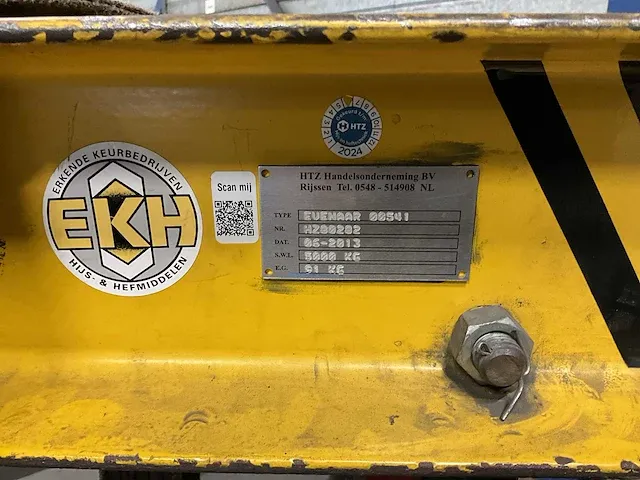 ERKENDE KEURBEDRIJVEN
EKH
HIJS- & HEFMIDDELEN
Scan mij
HTZ
2024
HTZ Handelsonderneming BV
Rijssen Tel. 0548 - 514908 NL
TYPE EVENAAR 00541
NR. HZ80202
DAT. 06-2013
S.W.L. 5000 KG
E.G. 91 KG